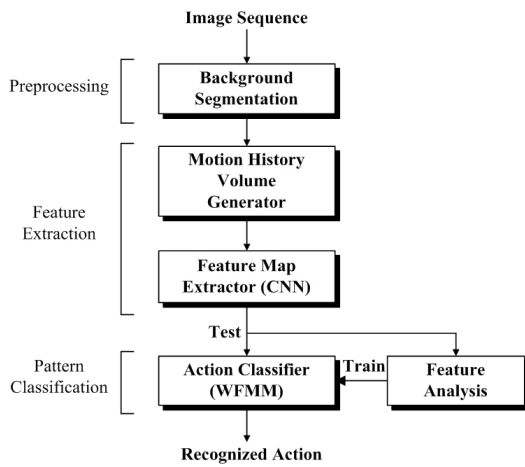 Image Sequence
Preprocessing
Background
Segmentation
Motion History
Volume
Generator
Feature
Extraction
Feature Map
Extractor (CNN)
Test
Pattern
Classification
Action Classifier
(WFMM)
Train
Feature
Analysis
Recognized Action